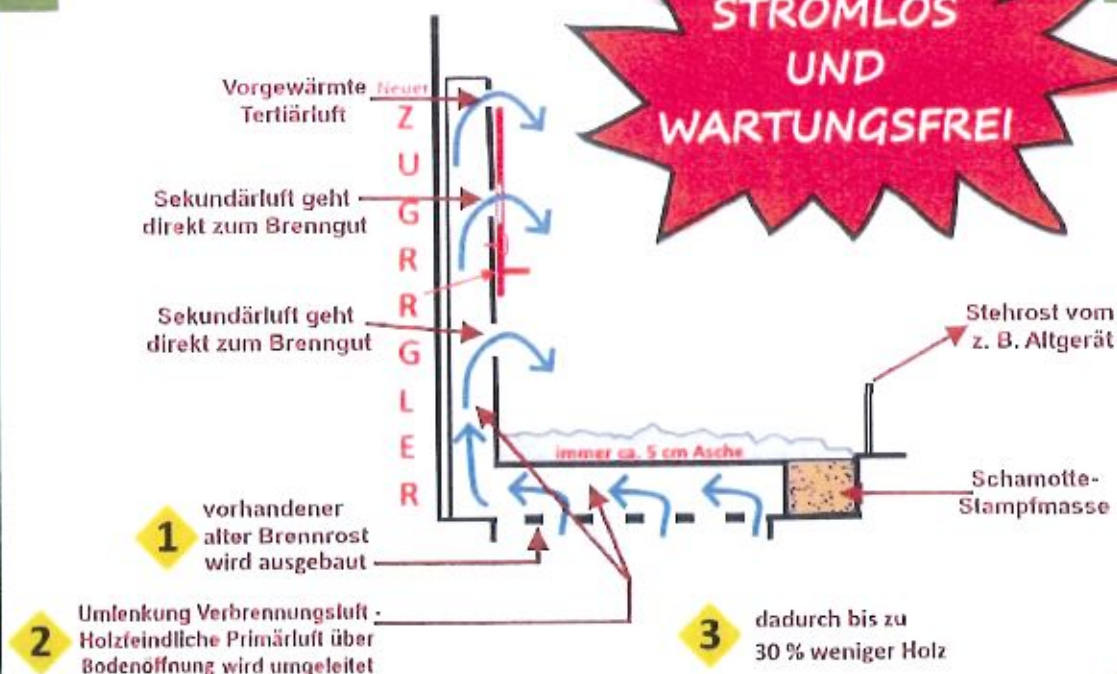 STROMLOS
UND
WARTUNGSFREI
Vorgewärmte
Tertiärluft
Neuer
Z
U
G
R
R
G
L
E
R
Sekundärluft geht
direkt zum Brenngut
Sekundärluft geht
direkt zum Brenngut
Stehrost vom
z. B. Altgerät
immer ca. 5 cm Asche
Schamotte-
Stampfmasse
1
vorhandener
alter Brennrost
wird ausgebaut
2
Umlenkung Verbrennungsluft -
Holzfeindliche Primärluft über
Bodenöffnung wird umgeleitet
3
dadurch bis zu
30 % weniger Holz